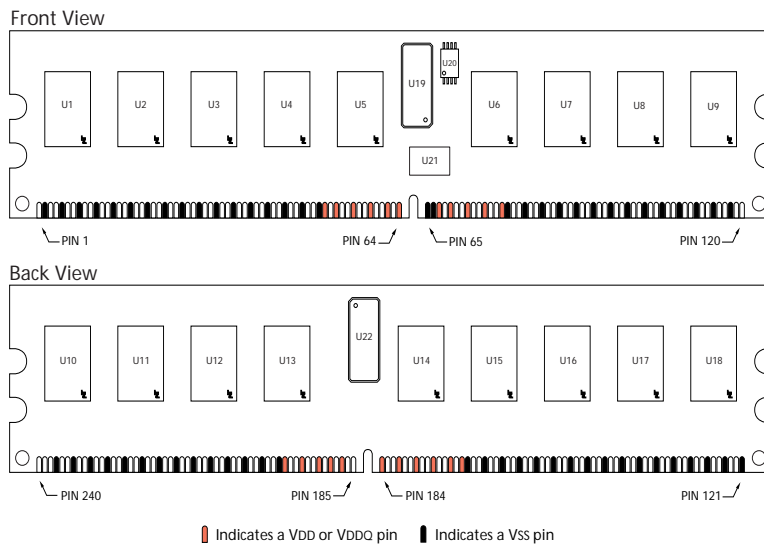 Front View
U1
U2
U3
U4
U5
U19
U20
U21
U6
U7
U8
U9
PIN 1
PIN 64
PIN 65
PIN 120
Back View
U10
U11
U12
U13
U22
U14
U15
U16
U17
U18
PIN 240
PIN 185
PIN 184
PIN 121
Indicates a VDD or VDDQ pin
Indicates a VSS pin